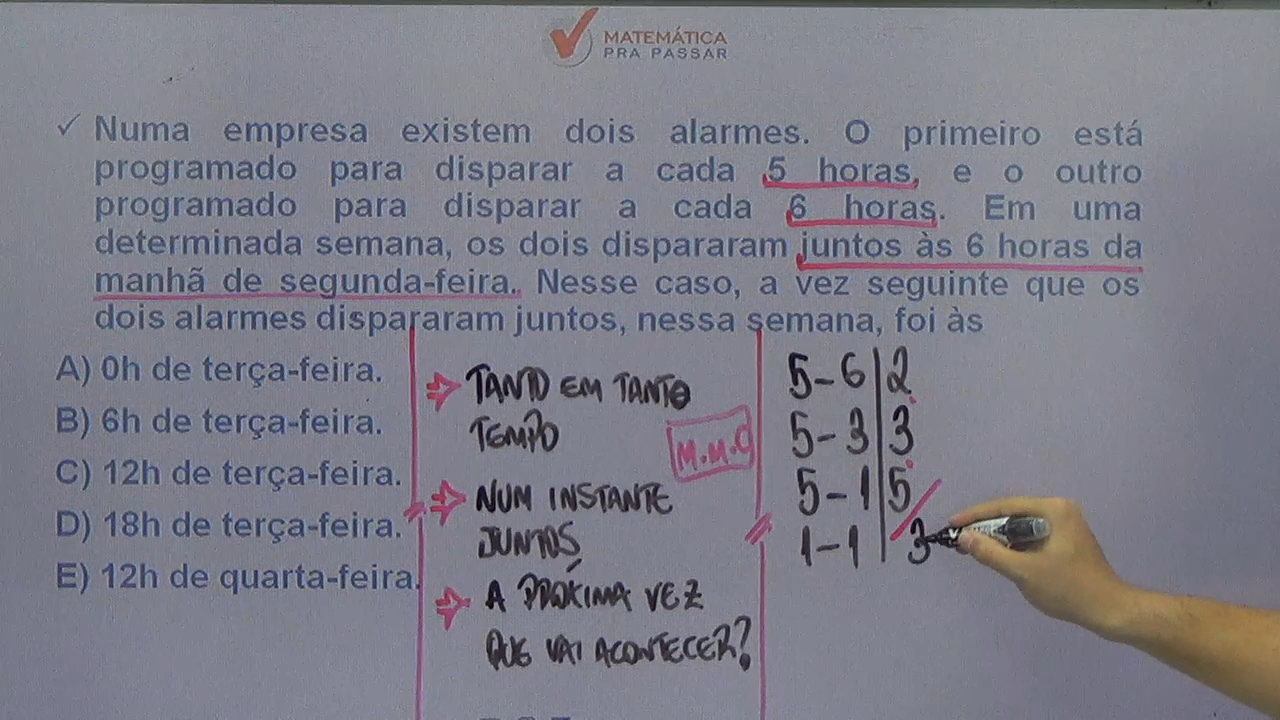 MATEMÁTICA
PRA PASSAR
✓ Numa empresa existem dois alarmes. O primeiro está
programado para disparar a cada 5 horas, e o outro
programado para disparar a cada 6 horas. Em uma
determinada semana, os dois dispararam juntos às 6 horas da
manhã de segunda-feira. Nesse caso, a vez seguinte que os
dois alarmes dispararam juntos, nessa semana, foi às
A) 0h de terça-feira.
B) 6h de terça-feira.
C) 12h de terça-feira.
D) 18h de terça-feira.
E) 12h de quarta-feira.
⇒ TANTO EM TANTO
TEMPO
M.M.C
⇒ NUM INSTANTE
JUNTOS
⇒ A PRÓXIMA VEZ
QUE VAI ACONTECER?
5-6|2
5-3|3
5-1|5
1-1|3